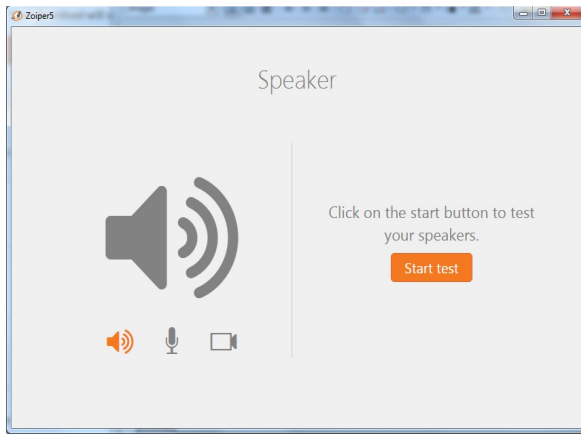 Zoiper5
Speaker
Click on the start button to test
your speakers.
Start test